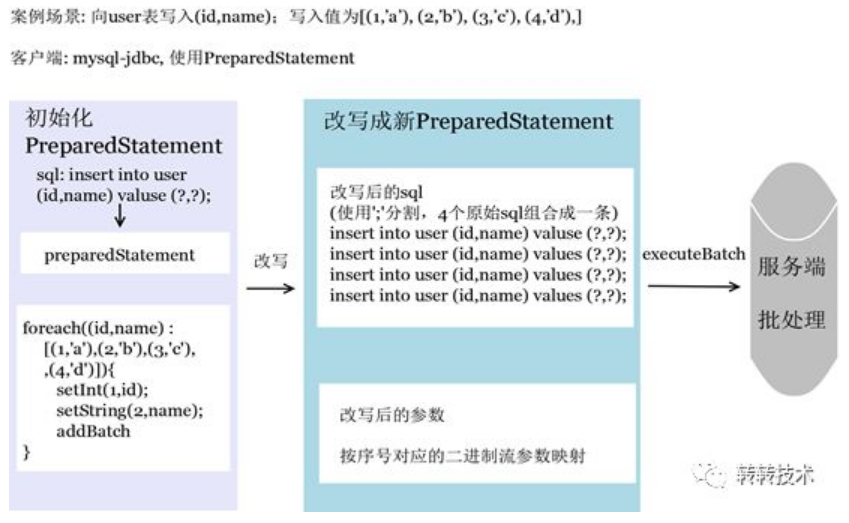 案例场景: 向user表写入(id,name)；写入值为[(1,'a'), (2,'b'), (3,'c'), (4,'d'),]
客户端: mysql-jdbc, 使用PreparedStatement
初始化
PreparedStatement
sql: insert into user
(id,name) valuse (?,?);
preparedStatement
foreach((id,name) :
[(1,'a'),(2,'b'),(3,'c'),
,(4,'d')]){
setInt(1,id);
setString(2,name);
addBatch
}
改写
改写成新PreparedStatement
改写后的sql
(使用';'分割，4个原始sql组合成一条)
insert into user (id,name) valuse (?,?);
insert into user (id,name) values (?,?);
insert into user (id,name) values (?,?);
insert into user (id,name) values (?,?);
改写后的参数
按序号对应的二进制流参数映射
executeBatch
服务端
批处理
转转技术